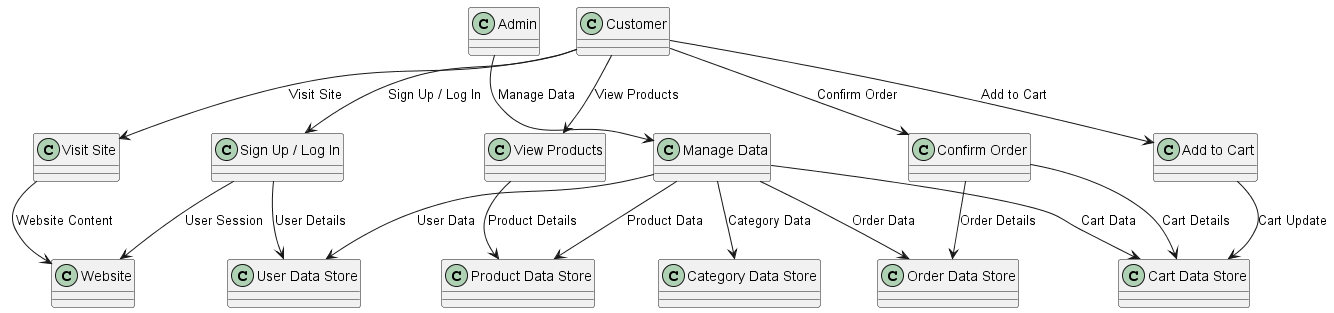 C Admin
C Customer
Visit Site
Sign Up / Log In
Manage Data
View Products
Confirm Order
Add to Cart
C Visit Site
C Sign Up / Log In
C View Products
C Manage Data
C Confirm Order
C Add to Cart
Website Content
User Session
User Details
User Data
Product Details
Product Data
Category Data
Order Data
Order Details
Cart Data
Cart Details
Cart Update
C Website
C User Data Store
C Product Data Store
C Category Data Store
C Order Data Store
C Cart Data Store